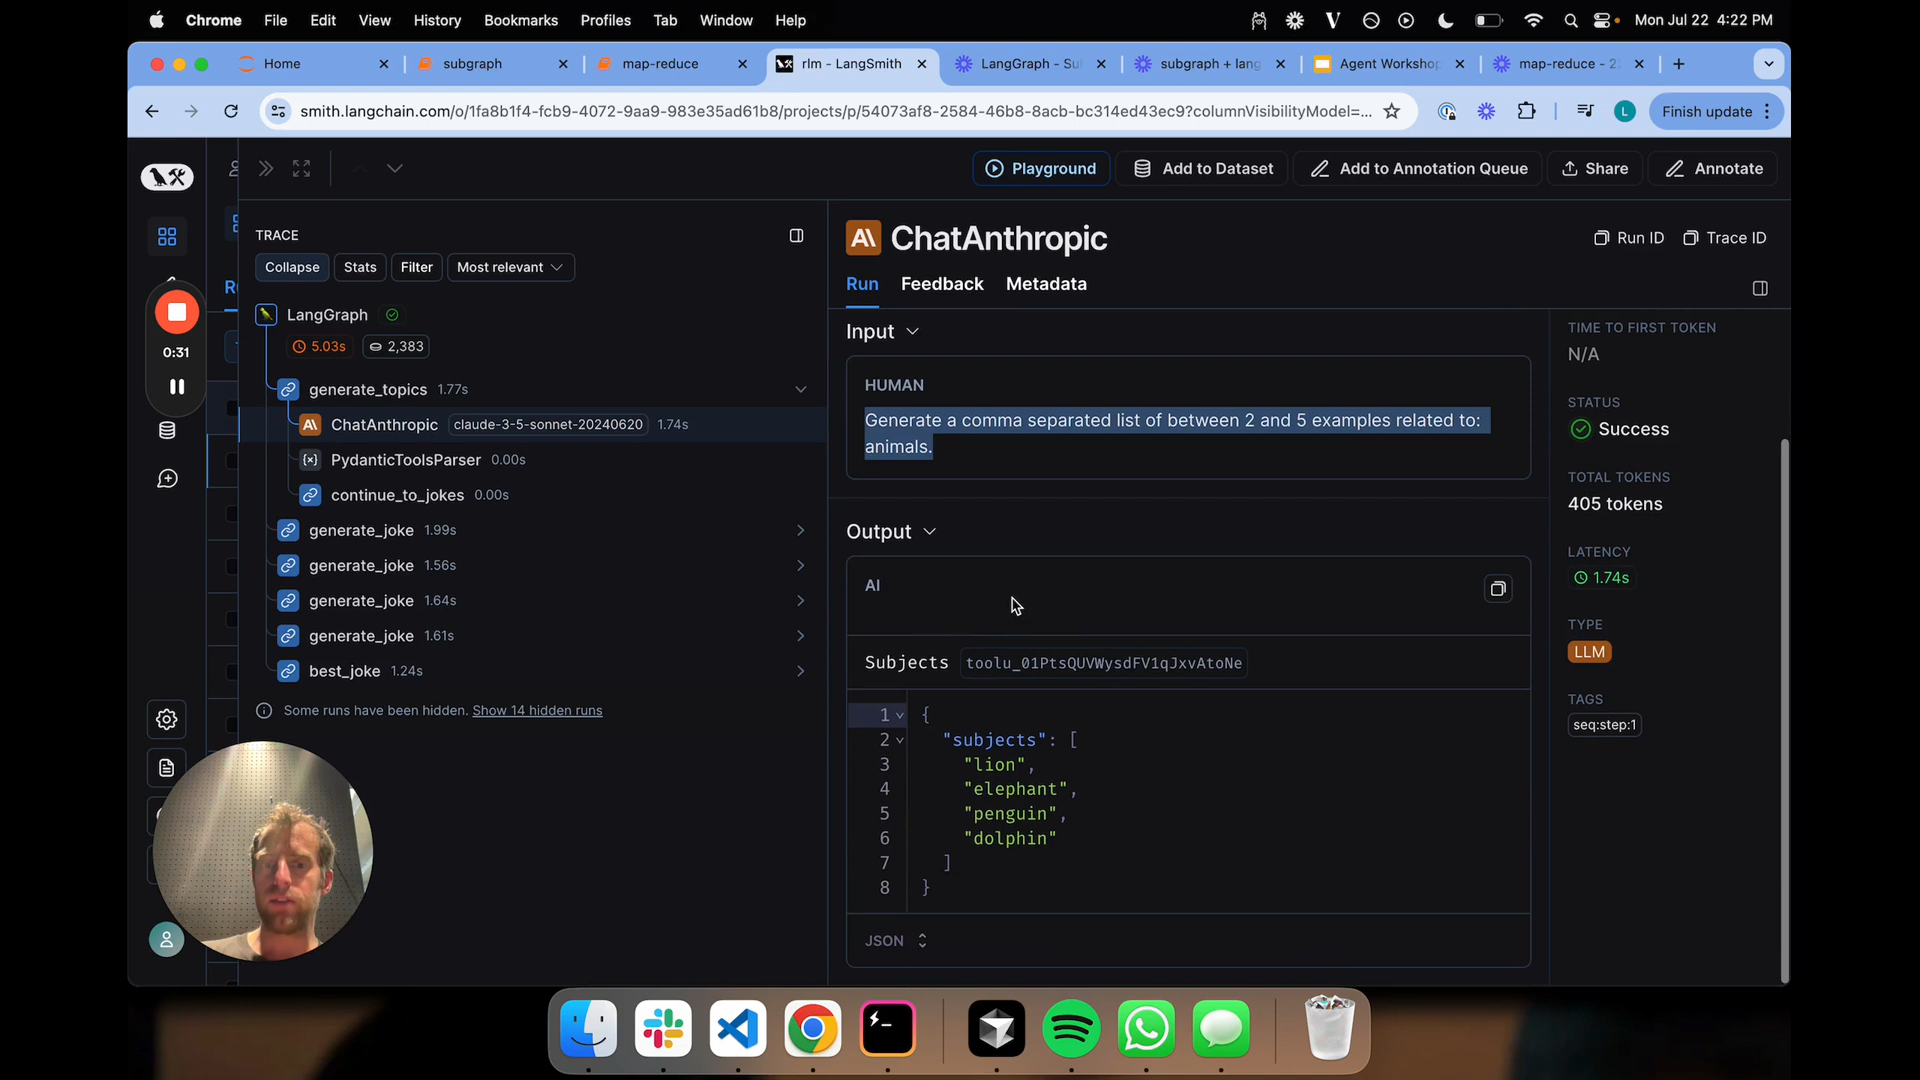 Chrome File Edit View History Bookmarks Profiles Tab Window Help
Mon Jul 22 4:22 PM
Home
subgraph
map-reduce
rlm - LangSmith
LangGraph - Su
subgraph + lang
Agent Workshop
map-reduce - 2
smith.langchain.com/o/1fa8b1f4-fcb9-4072-9aa9-983e35ad61b8/projects/p/54073af8-2584-46b8-8acb-bc314ed43ec9?columnVisibilityModel=...
L
Finish update
Playground
Add to Dataset
Add to Annotation Queue
Share
Annotate
TRACE
Collapse
Stats
Filter
Most relevant
0:31
LangGraph
5.03s
2,383
generate_topics 1.77s
ChatAnthropic claude-3-5-sonnet-20240620 1.74s
PydanticToolsParser 0.00s
continue_to_jokes 0.00s
generate_joke 1.99s
generate_joke 1.56s
generate_joke 1.64s
generate_joke 1.61s
best_joke 1.24s
Some runs have been hidden. Show 14 hidden runs
ChatAnthropic
Run ID
Trace ID
Run
Feedback
Metadata
Input
HUMAN
Generate a comma separated list of between 2 and 5 examples related to:
animals.
Output
AI
Subjects toolu_01PtsQUVWysdFV1qJxvAtoNe
1 {
2 "subjects": [
3 "lion",
4 "elephant",
5 "penguin",
6 "dolphin"
7 ]
8 }
JSON
TIME TO FIRST TOKEN
N/A
STATUS
Success
TOTAL TOKENS
405 tokens
LATENCY
1.74s
TYPE
LLM
TAGS
seq:step:1